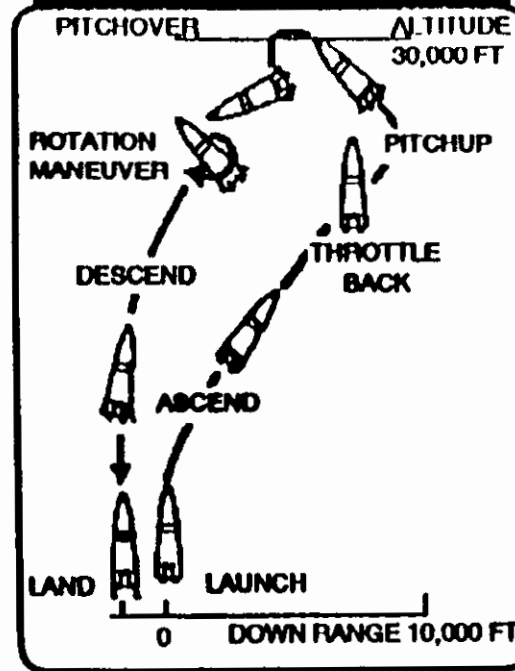 PITCHOVER
ALTITUDE
30,000 FT
ROTATION
MANEUVER
PITCHUP
DESCEND
THROTTLE
BACK
ASCEND
LAND
LAUNCH
0
DOWN RANGE 10,000 FT